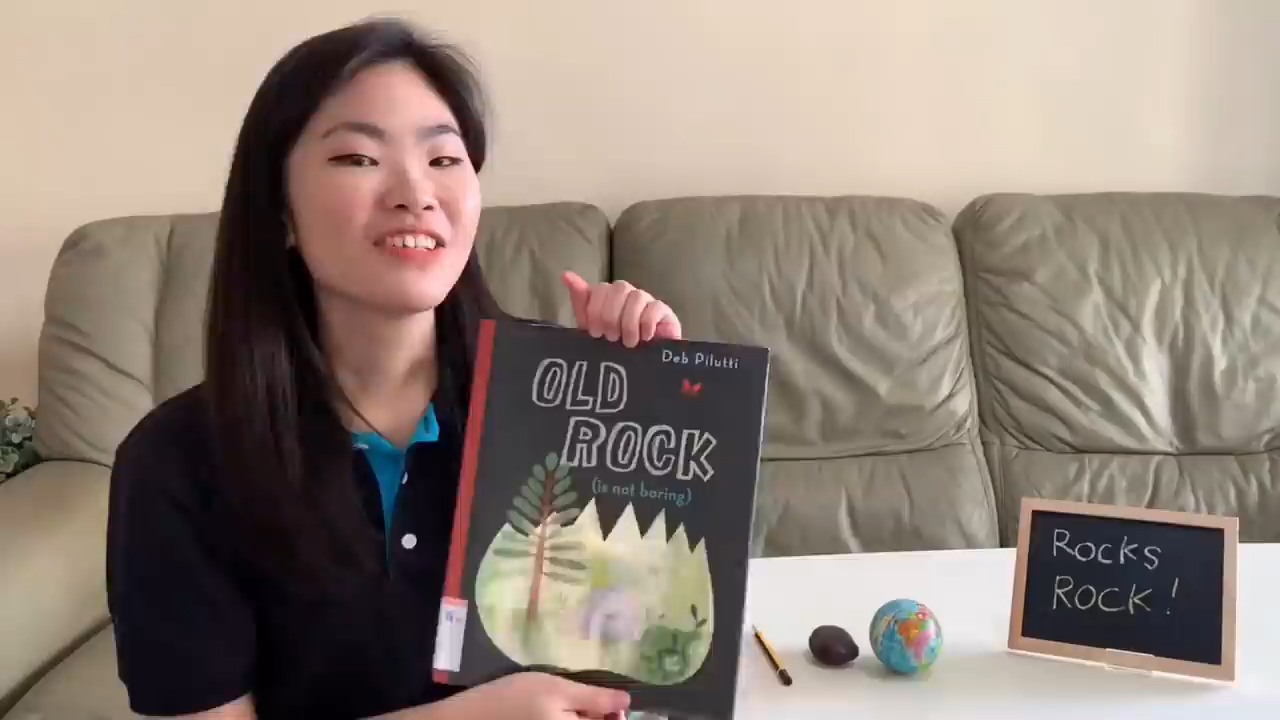 Deb Pilutti
OLD
ROCK
(is not boring)
ROCKS
ROCK!